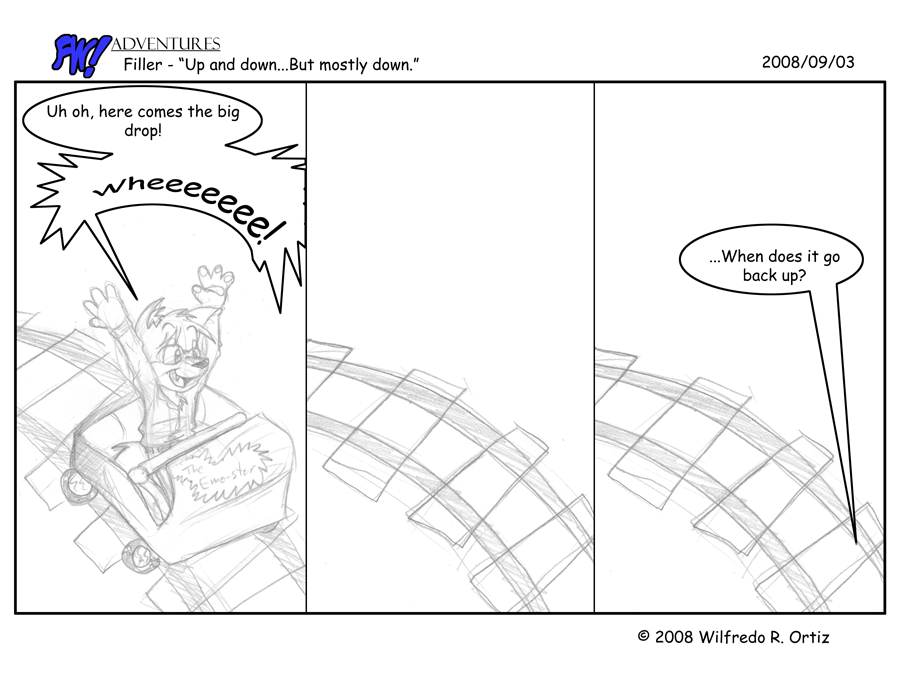 FW! ADVENTURES
Filler - “Up and down...But mostly down.”
2008/09/03
Uh oh, here comes the big
drop!
Wheeeeeeee!
The
Emo-ster
...When does it go
back up?
© 2008 Wilfredo R. Ortiz